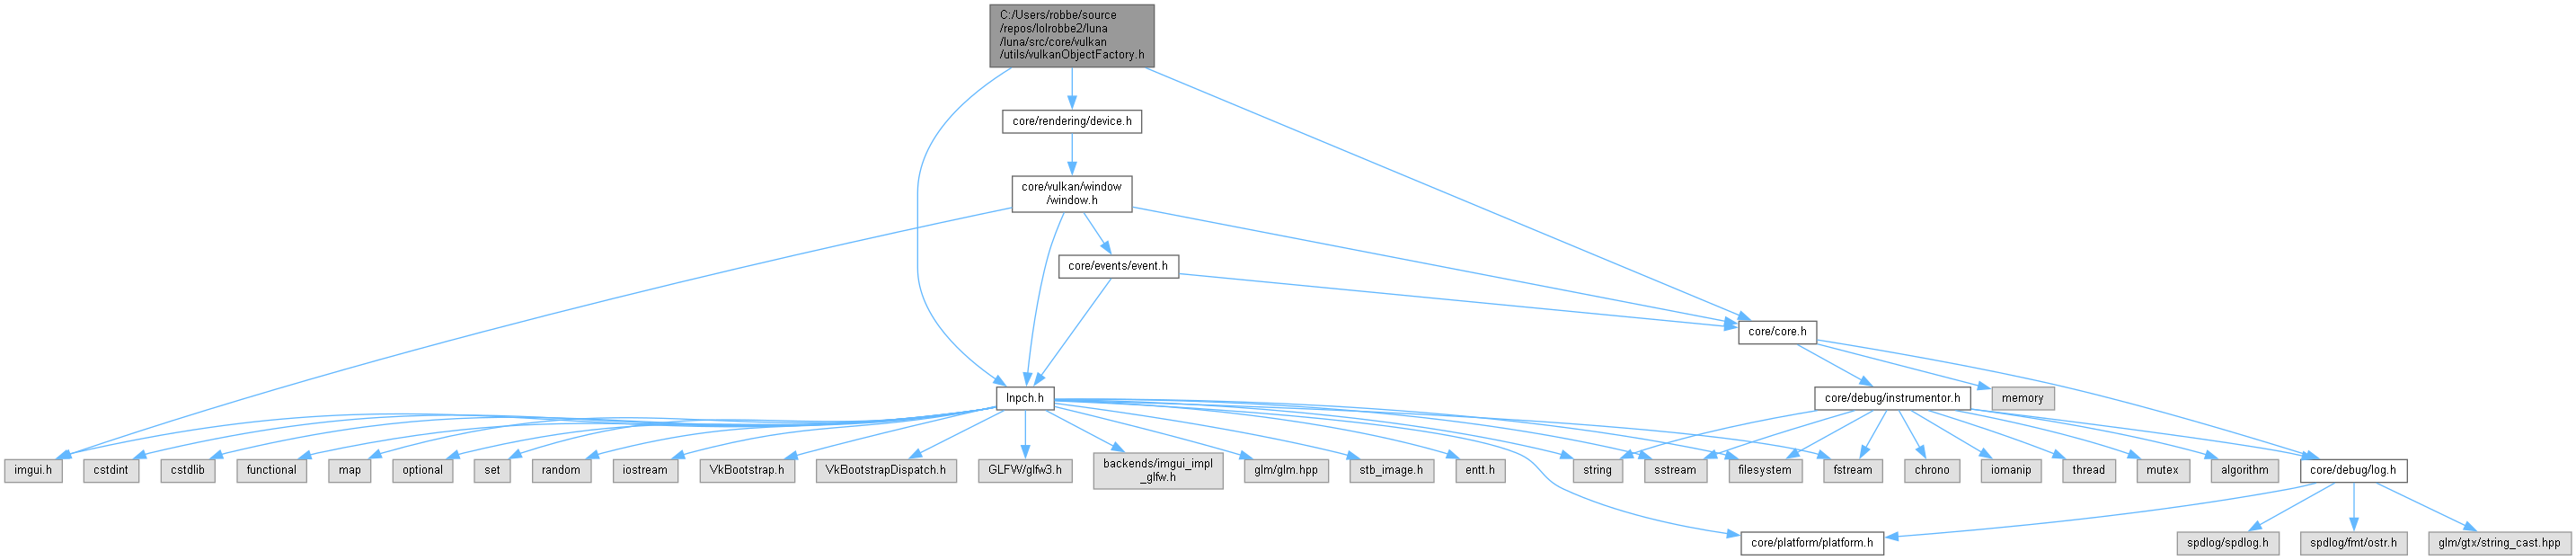 C:/Users/robbe/source
/repos/lolrobbe2/luna
/luna/src/core/vulkan
/utils/vulkanObjectFactory.h
core/rendering/device.h
core/vulkan/window
/window.h
core/events/event.h
core/core.h
lnpch.h
core/debug/instrumentor.h
memory
imgui.h
cstdint
cstdlib
functional
map
optional
set
random
iostream
VkBootstrap.h
VkBootstrapDispatch.h
GLFW/glfw3.h
backends/imgui_impl
_glfw.h
glm/glm.hpp
stb_image.h
entt.h
string
sstream
filesystem
fstream
chrono
iomanip
thread
mutex
algorithm
core/debug/log.h
core/platform/platform.h
spdlog/spdlog.h
spdlog/fmt/ostr.h
glm/gtx/string_cast.hpp